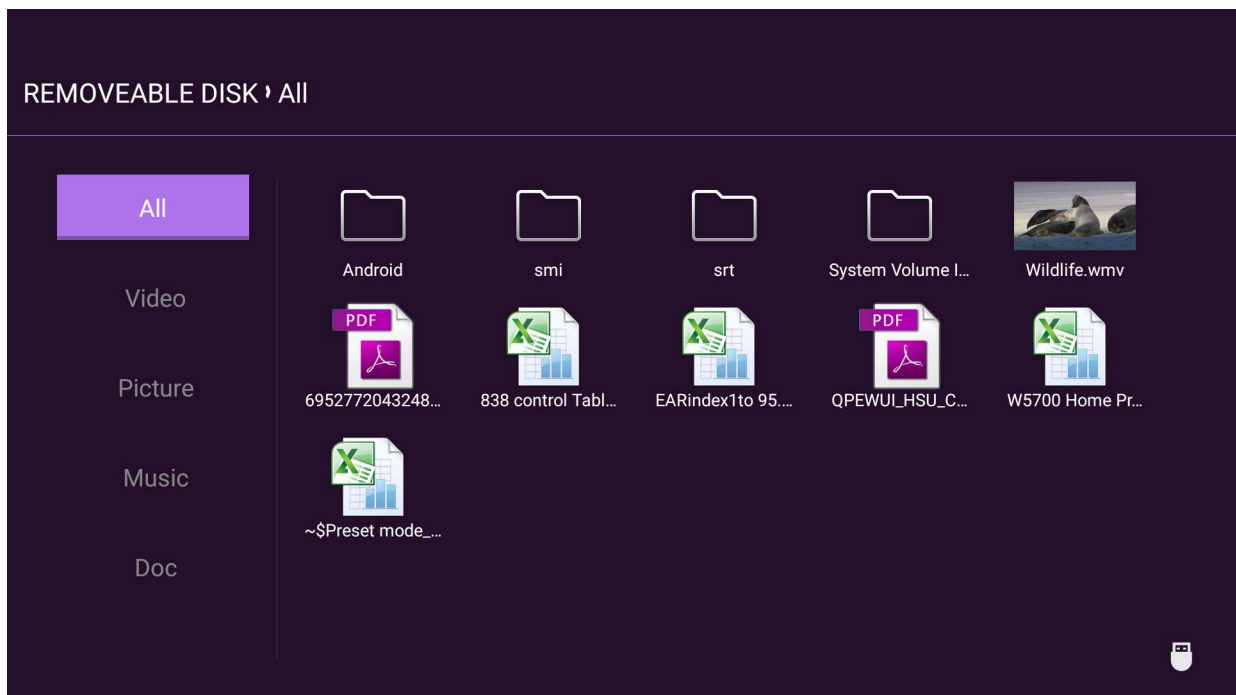 REMOVEABLE DISK All
All
Video
Picture
Music
Doc
Android
smi
srt
System Volume I...
Wildlife.wmv
PDF
6952772043248...
838 control Tabl...
EARindex1to 95....
PDF
QPEWUI_HSU_C...
W5700 Home Pr...
~$Preset mode_...